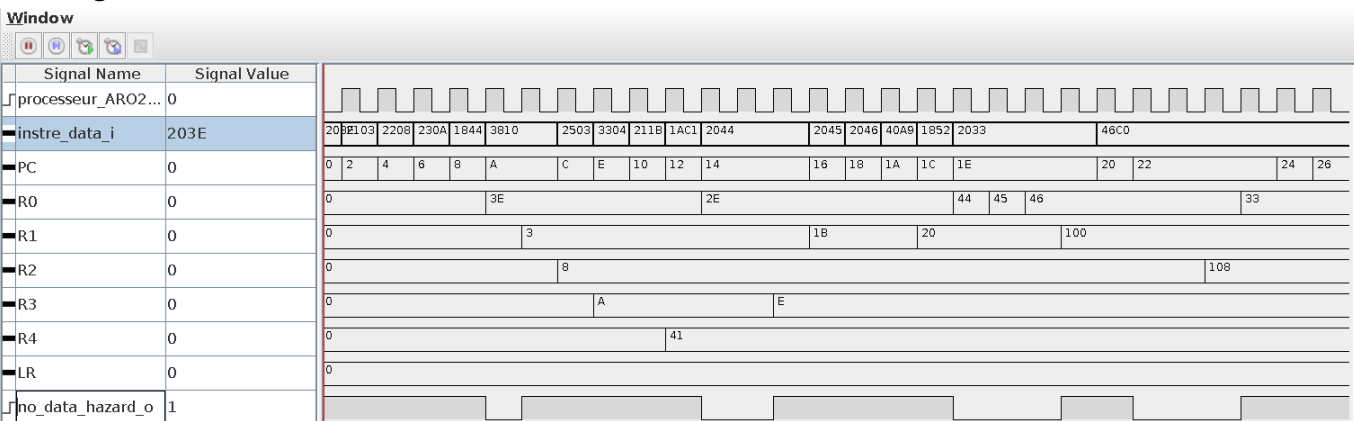 Window
Signal Name Signal Value
processeur_ARO2... 0
instre_data_i 203E 2103 2208 230A 1844 3810 2503 3304 211B 1AC1 2044 2045 2046 40A9 1852 2033 46C0
PC 0 0 2 4 6 8 A C E 10 12 14 16 18 1A 1C 1E 20 22 24 26
R0 0 0 3E 2E 44 45 46 33
R1 0 0 3 1B 20 100
R2 0 0 8 108
R3 0 0 A E
R4 0 0 41
LR 0 0
no_data_hazard_o 1